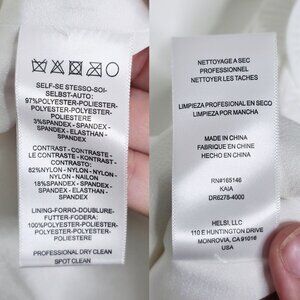 SELF-SE STESSO-SOI-
SELBST-AUTO:
97%POLYESTER-POLIESTER-
POLYESTER-POLYESTER-
POLIESTERE
3%SPANDEX - SPANDEX -
SPANDEX - ELASTHAN -
SPANDEX
CONTRAST - CONTRASTE -
LE CONTRASTE - KONTRAST -
CONTRASTO:
82%NYLON - NYLON - NYLON -
NYLON - NAILON
18%SPANDEX - SPANDEX -
SPANDEX - ELASTHAN -
SPANDEX
LINING-FORRO-DOUBLURE-
FUTTER-FODERA:
100%POLYESTER-POLIESTER-
POLYESTER-POLYESTER-
POLIESTERE
PROFESSIONAL DRY CLEAN
SPOT CLEAN
NETTOYAGE A SEC
PROFESSIONNEL
NETTOYER LES TACHES
LIMPIEZA PROFESIONAL EN SECO
LIMPIEZA POR MANCHA
MADE IN CHINA
FABRIQUE EN CHINE
HECHO EN CHINA
RN#165146
KAIA
DR6278-4000
HELSI, LLC
110 E HUNTINGTON DRIVE
MONROVIA, CA 91016
USA